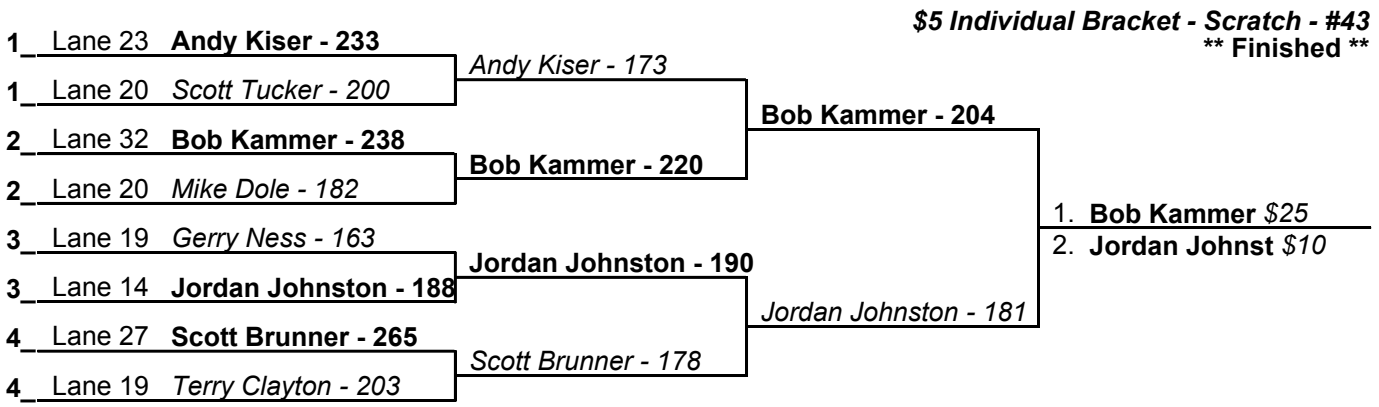 $5 Individual Bracket - Scratch - #43
** Finished **
1_ Lane 23 Andy Kiser - 233
Andy Kiser - 173
1_ Lane 20 Scott Tucker - 200
Bob Kammer - 204
2_ Lane 32 Bob Kammer - 238
Bob Kammer - 220
2_ Lane 20 Mike Dole - 182
1. Bob Kammer $25
3_ Lane 19 Gerry Ness - 163
2. Jordan Johnst $10
Jordan Johnston - 190
3_ Lane 14 Jordan Johnston - 188
Jordan Johnston - 181
4_ Lane 27 Scott Brunner - 265
Scott Brunner - 178
4_ Lane 19 Terry Clayton - 203